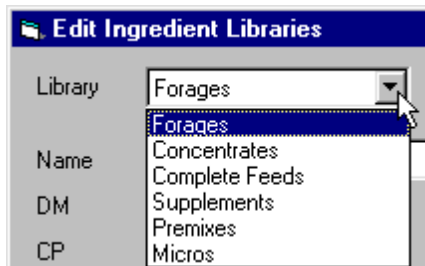 Edit Ingredient Libraries
Library Forages
Forages
Name Concentrates
Complete Feeds
DM Supplements
Premixes
CP Micros